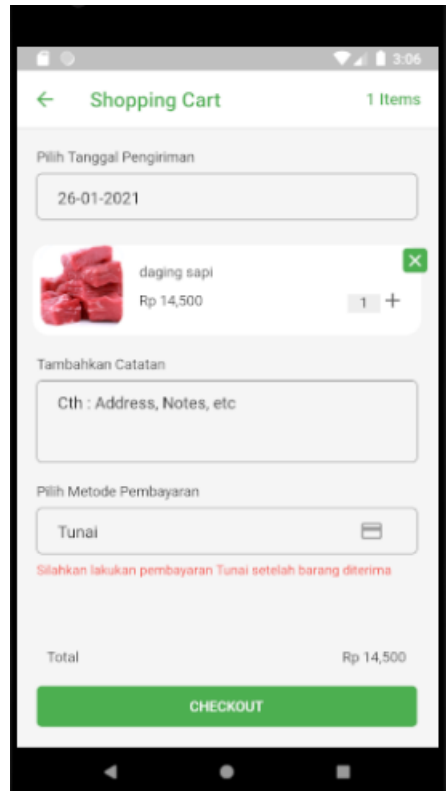 3:06
Shopping Cart
1 Items
Pilih Tanggal Pengiriman
26-01-2021
daging sapi
Rp 14,500
1 +
Tambahkan Catatan
Cth : Address, Notes, etc
Pilih Metode Pembayaran
Tunai
Silahkan lakukan pembayaran Tunai setelah barang diterima
Total
Rp 14,500
CHECKOUT